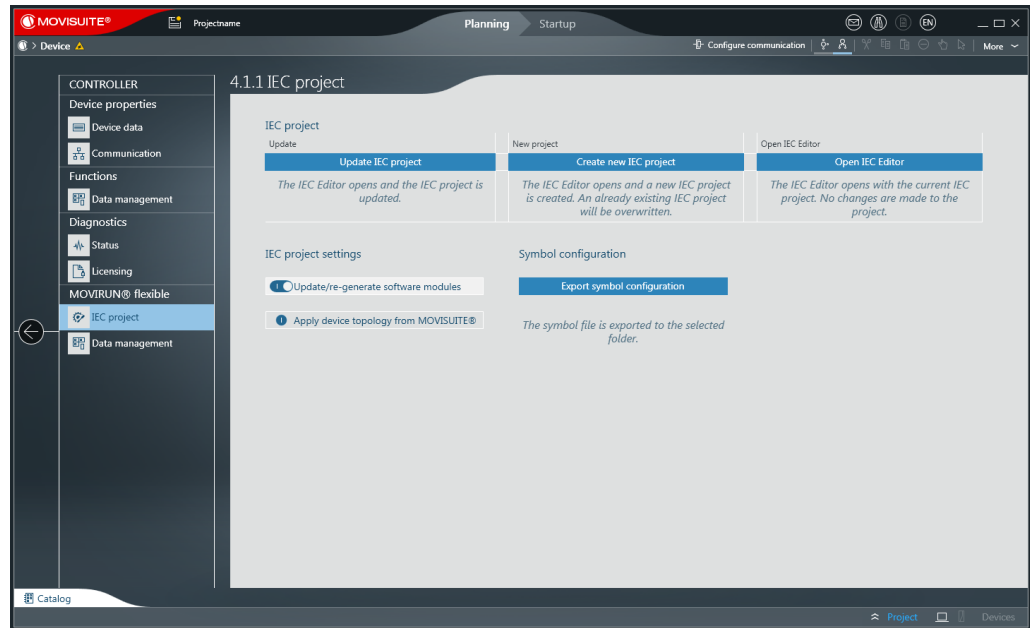 MOVISUITE® Projectname Planning Startup EN
> Device Configure communication More
CONTROLLER
Device properties
Device data
Communication
Functions
Data management
Diagnostics
Status
Licensing
MOVIRUN® flexible
IEC project
Data management
4.1.1 IEC project
IEC project
Update
Update IEC project
The IEC Editor opens and the IEC project is
updated.
New project
Create new IEC project
The IEC Editor opens and a new IEC project
is created. An already existing IEC project
will be overwritten.
Open IEC Editor
Open IEC Editor
The IEC Editor opens with the current IEC
project. No changes are made to the
project.
IEC project settings
Update/re-generate software modules
Apply device topology from MOVISUITE®
Symbol configuration
Export symbol configuration
The symbol file is exported to the selected
folder.
Catalog
Project Devices